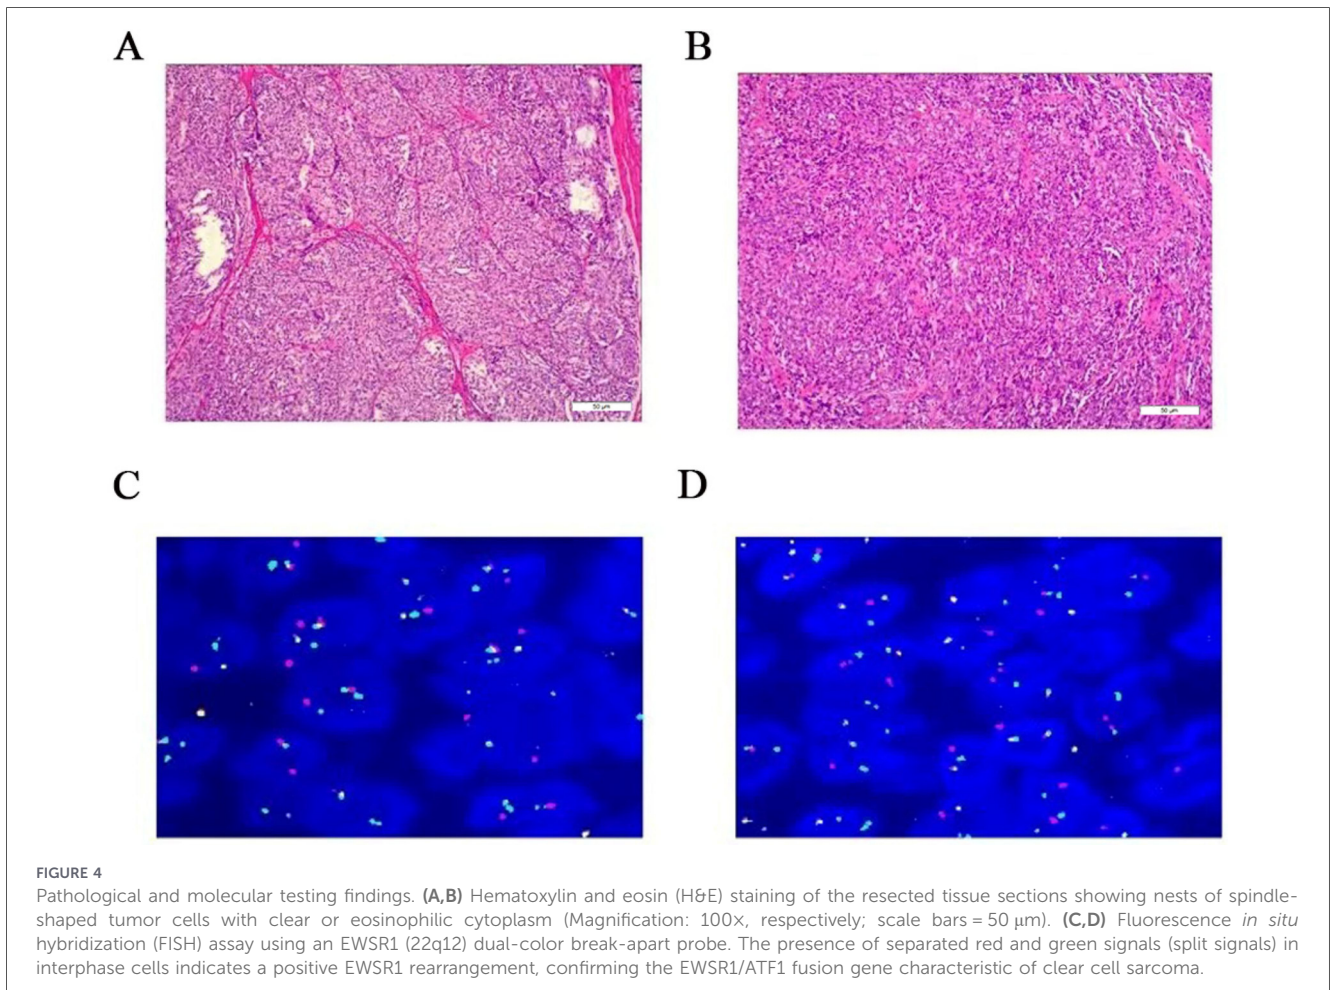 A
B
50 µm
50 µm
C
D
FIGURE 4
Pathological and molecular testing findings. (A,B) Hematoxylin and eosin (H&E) staining of the resected tissue sections showing nests of spindle-
shaped tumor cells with clear or eosinophilic cytoplasm (Magnification: 100×, respectively; scale bars = 50 μm). (C,D) Fluorescence in situ
hybridization (FISH) assay using an EWSR1 (22q12) dual-color break-apart probe. The presence of separated red and green signals (split signals) in
interphase cells indicates a positive EWSR1 rearrangement, confirming the EWSR1/ATF1 fusion gene characteristic of clear cell sarcoma.